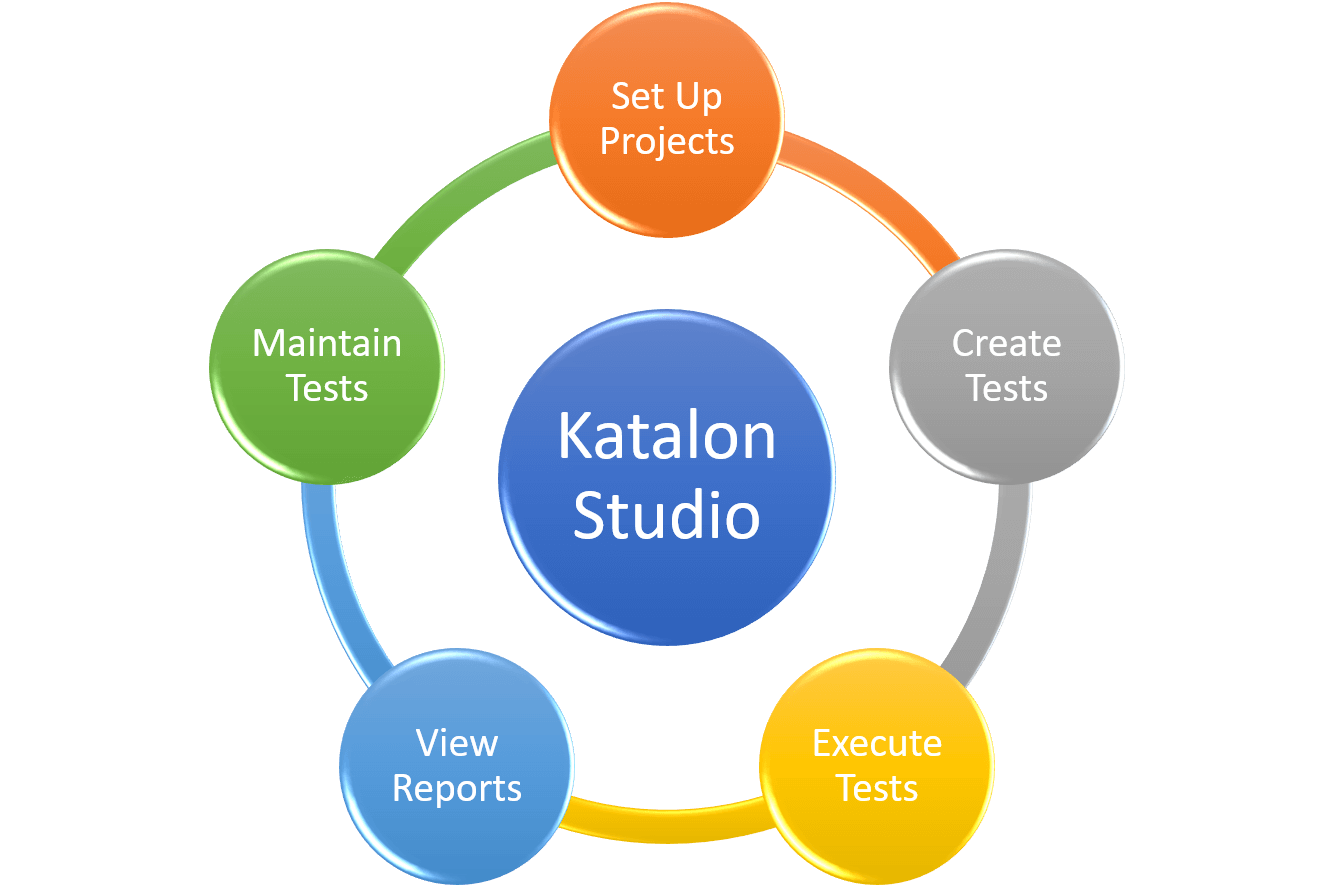 Set Up
Projects
Create
Tests
Execute
Tests
View
Reports
Maintain
Tests
Katalon
Studio